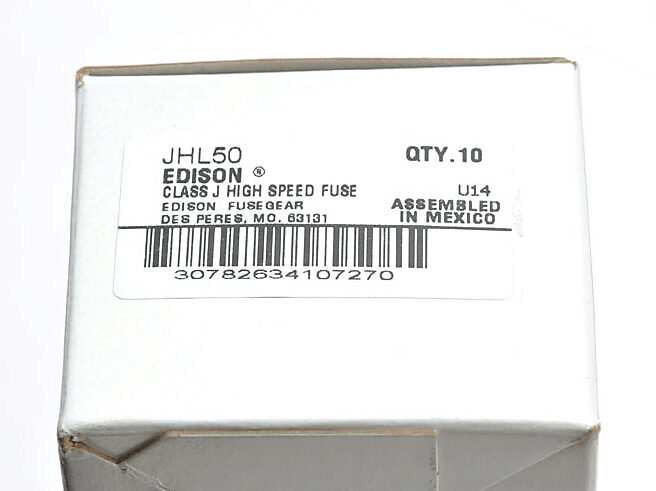 JHL50 QTY.10
EDISON ®
CLASS J HIGH SPEED FUSE U14
EDISON FUSEGEAR ASSEMBLED
DES PERES, MO. 63131 IN MEXICO
30782634107270